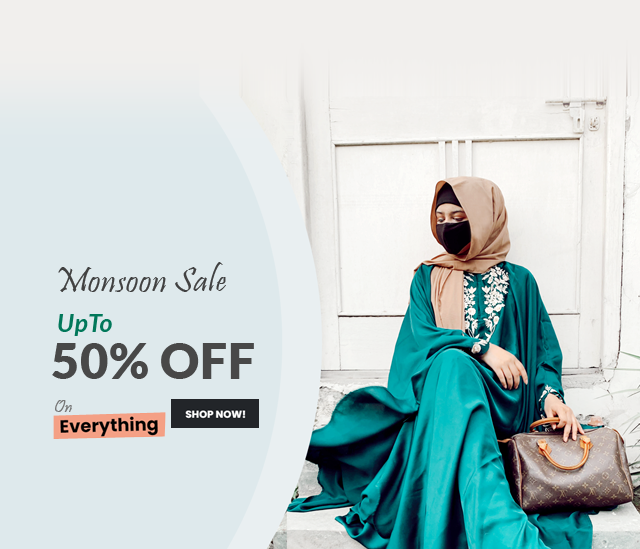 Monsoon Sale
UpTo
50% OFF
On
Everything
SHOP NOW!